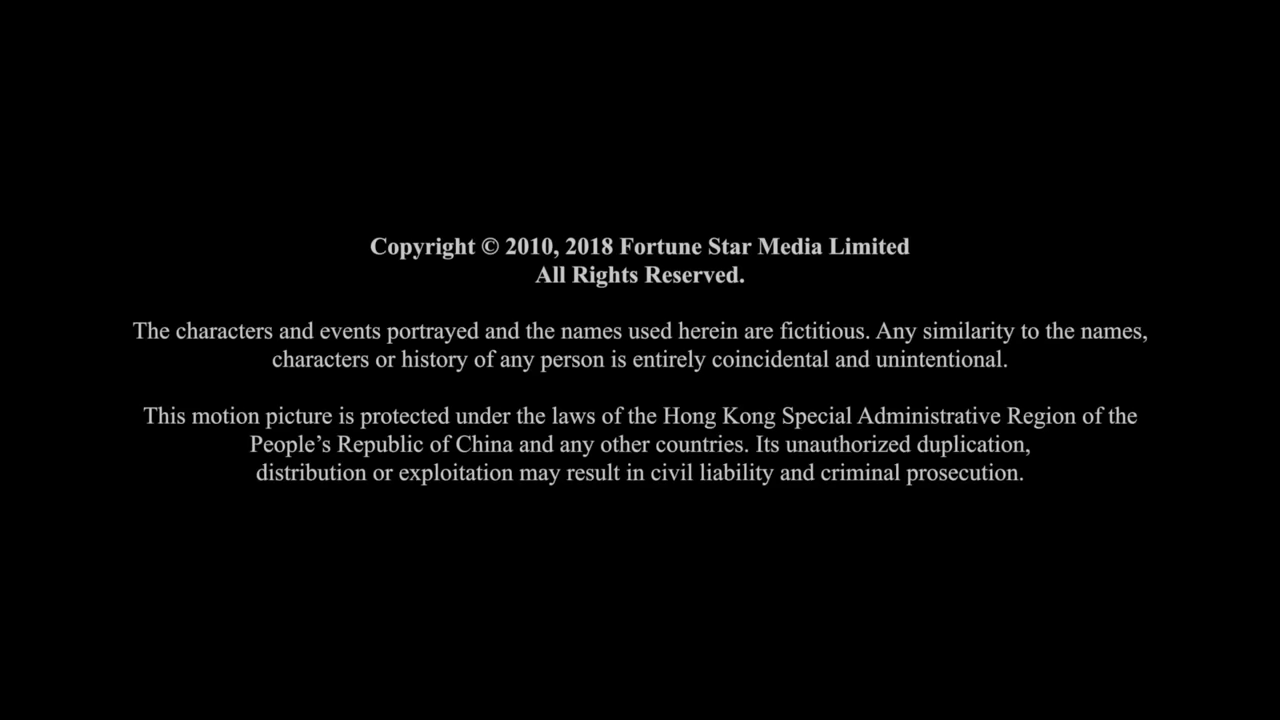 Copyright © 2010, 2018 Fortune Star Media Limited
All Rights Reserved.
The characters and events portrayed and the names used herein are fictitious. Any similarity to the names,
characters or history of any person is entirely coincidental and unintentional.
This motion picture is protected under the laws of the Hong Kong Special Administrative Region of the
People’s Republic of China and any other countries. Its unauthorized duplication,
distribution or exploitation may result in civil liability and criminal prosecution.